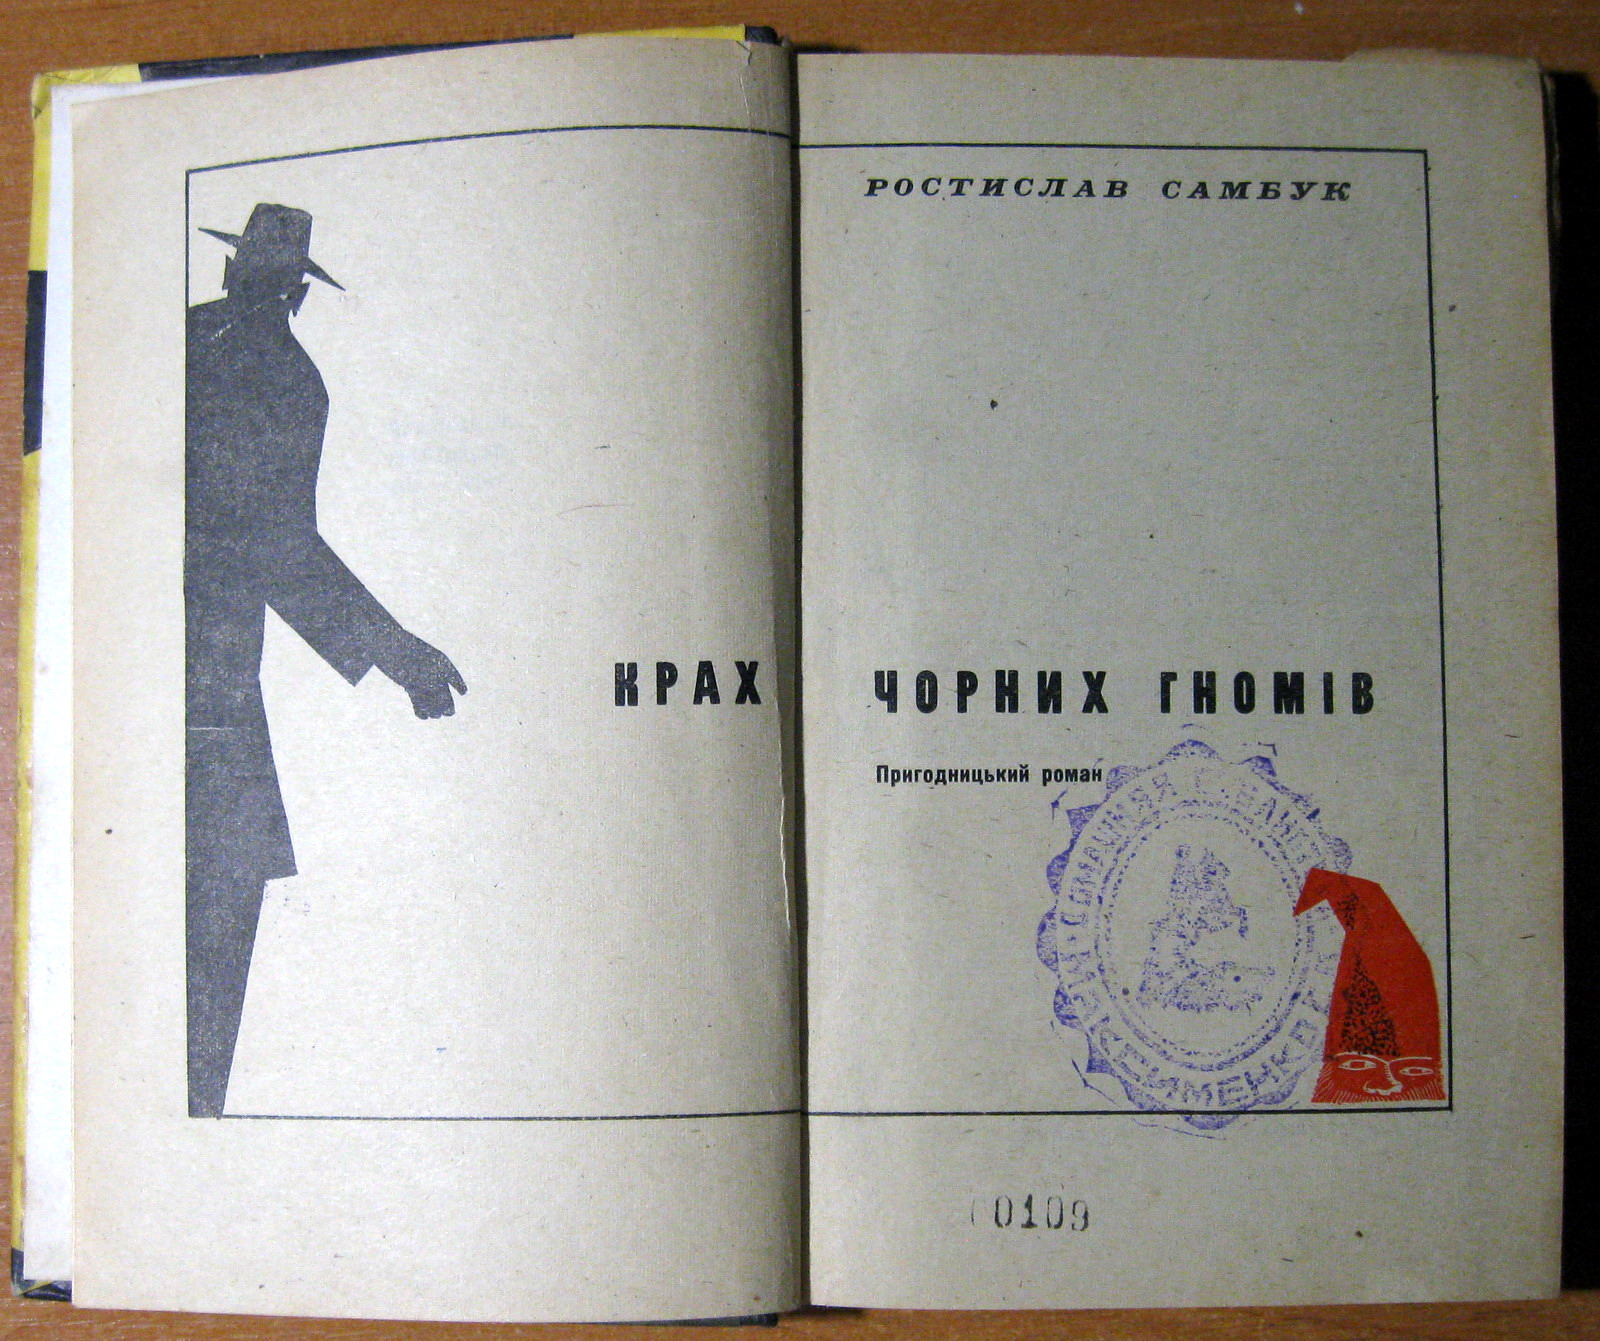 РОСТИСЛАВ САМБУК
КРАХ ЧОРНИХ ГНОМІВ
Пригодницький роман
00109